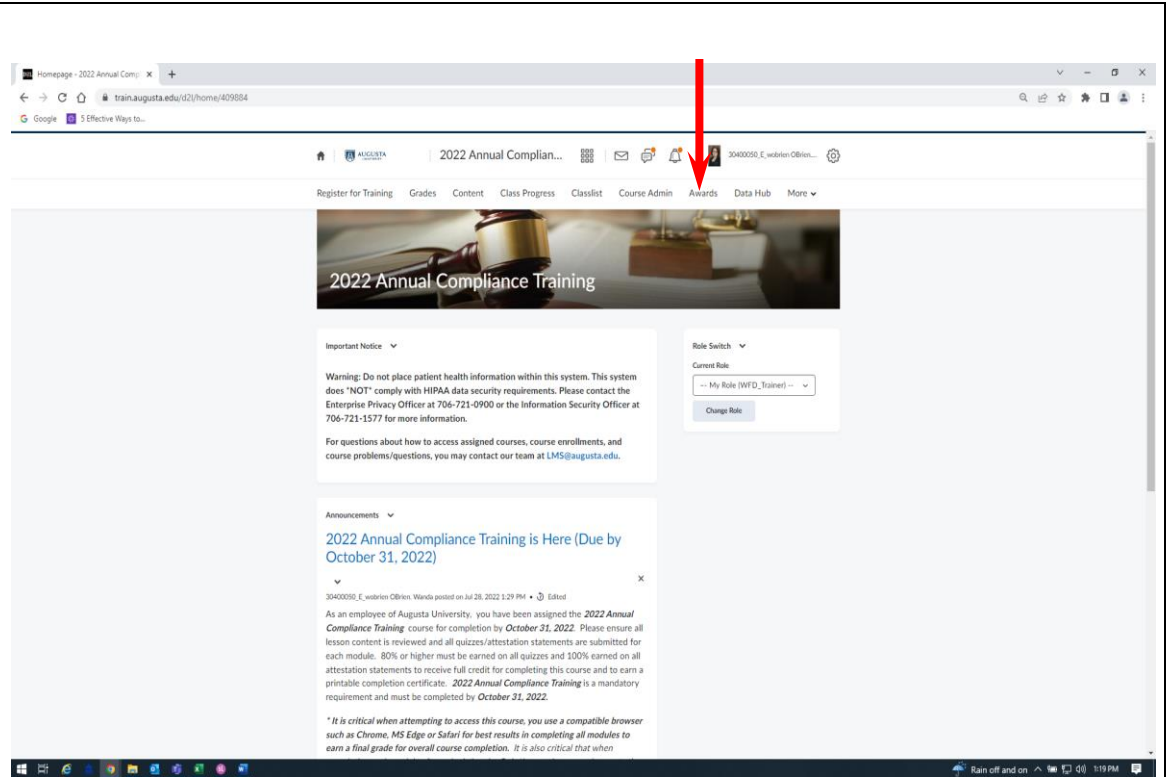 Homepage - 2022 Annual Comp
train.augusta.edu/d2l/home/409884
Google 5 Effective Ways to...
AUGUSTA 2022 Annual Complian... 30400050_E_wobrien OBrien...
Register for Training Grades Content Class Progress Classlist Course Admin Awards Data Hub More
2022 Annual Compliance Training
Important Notice
Warning: Do not place patient health information within this system. This system
does *NOT* comply with HIPAA data security requirements. Please contact the
Enterprise Privacy Officer at 706-721-0900 or the Information Security Officer at
706-721-1577 for more information.
For questions about how to access assigned courses, course enrollments, and
course problems/questions, you may contact our team at LMS@augusta.edu.
Role Switch
Current Role
-- My Role (WFD_Trainer) --
Change Role
Announcements
2022 Annual Compliance Training is Here (Due by
October 31, 2022)
30400050_E_wobrien OBrien. Wanda posted on Jul 28, 2022 1:29 PM • Edited
As an employee of Augusta University, you have been assigned the 2022 Annual
Compliance Training course for completion by October 31, 2022. Please ensure all
lesson content is reviewed and all quizzes/attestation statements are submitted for
each module. 80% or higher must be earned on all quizzes and 100% earned on all
attestation statements to receive full credit for completing this course and to earn a
printable completion certificate. 2022 Annual Compliance Training is a mandatory
requirement and must be completed by October 31, 2022.
* It is critical when attempting to access this course, you use a compatible browser
such as Chrome, MS Edge or Safari for best results in completing all modules to
earn a final grade for overall course completion. It is also critical that when
Rain off and on 1:19 PM